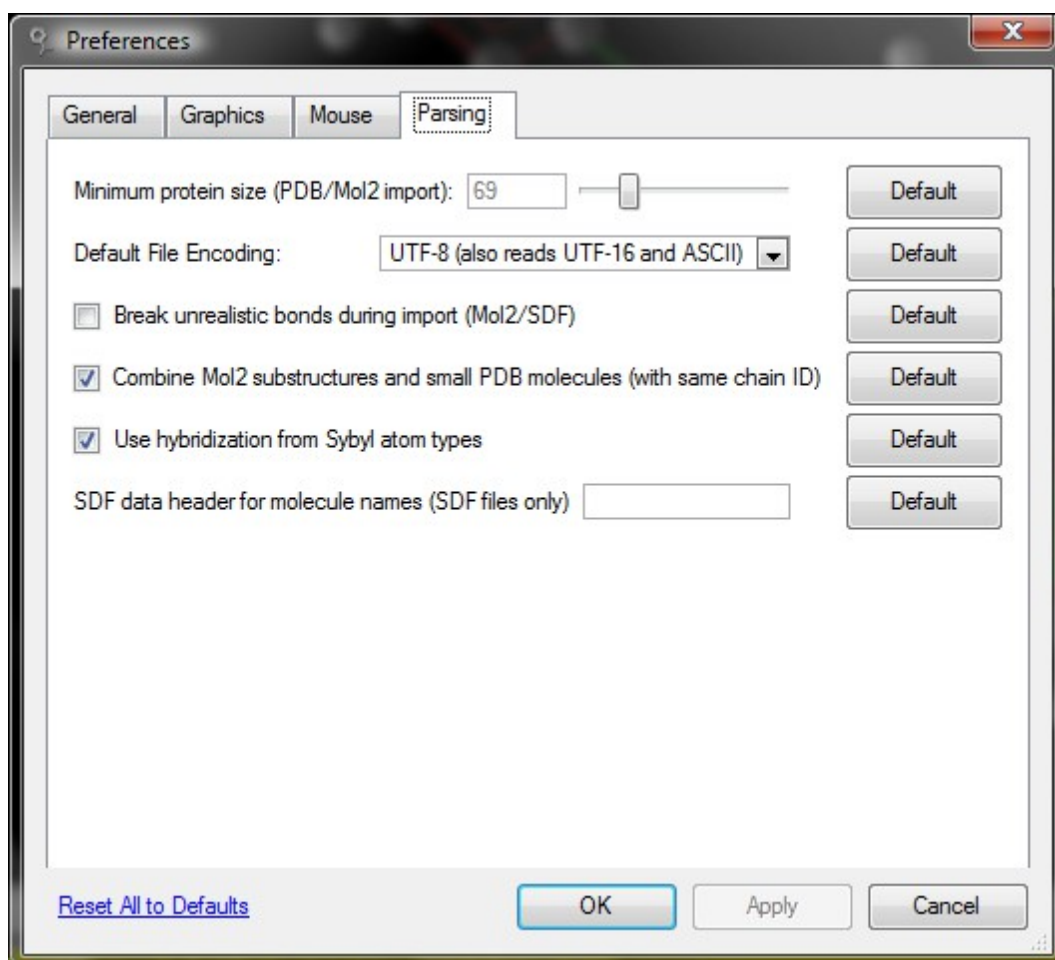 Preferences
General Graphics Mouse Parsing
Minimum protein size (PDB/Mol2 import): 69 Default
Default File Encoding: UTF-8 (also reads UTF-16 and ASCII) Default
Break unrealistic bonds during import (Mol2/SDF) Default
Combine Mol2 substructures and small PDB molecules (with same chain ID) Default
Use hybridization from Sybyl atom types Default
SDF data header for molecule names (SDF files only) Default
Reset All to Defaults OK Apply Cancel